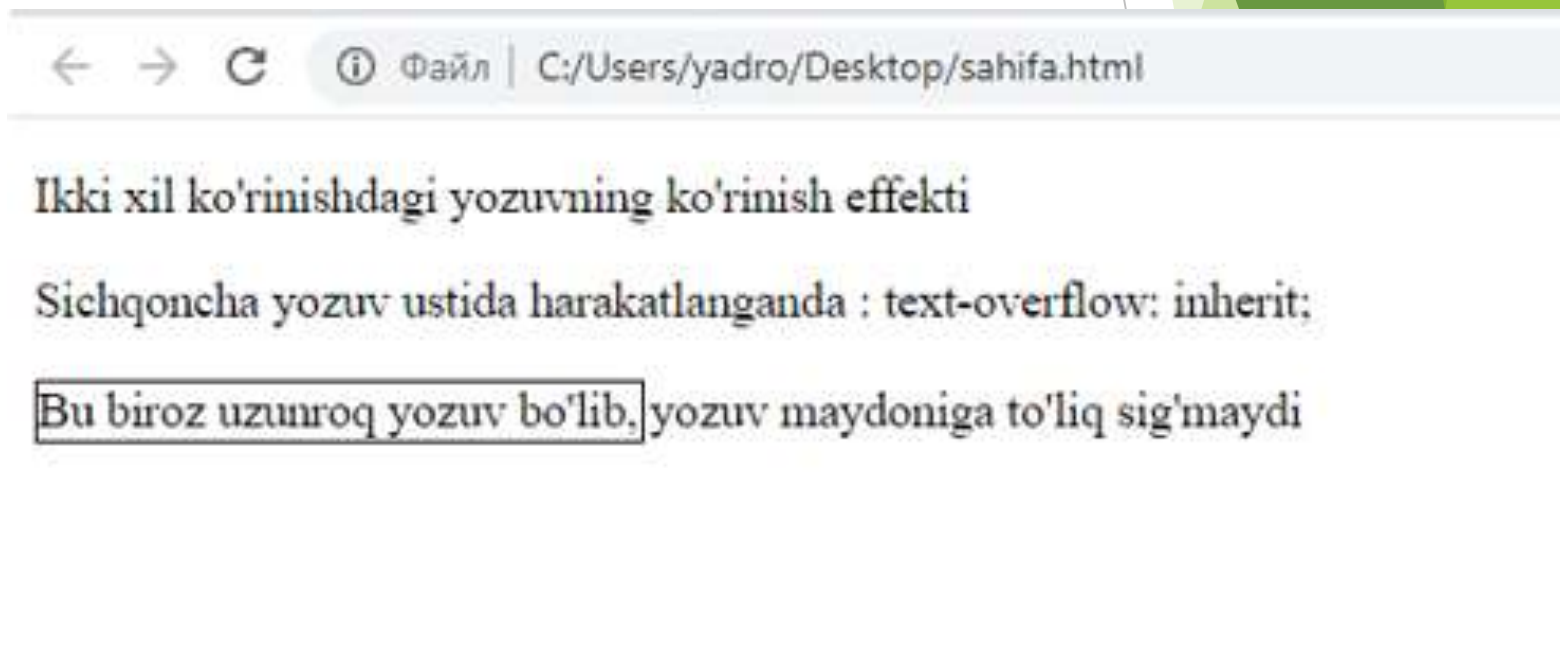 Файл | C:/Users/yadro/Desktop/sahifa.html
Ikki xil ko'rinishdagi yozuvning ko'rinish effekti
Sichqoncha yozuv ustida harakatlanganda : text-overflow: inherit;
Bu biroz uzunroq yozuv bo'lib, yozuv maydoniga to'liq sig'maydi